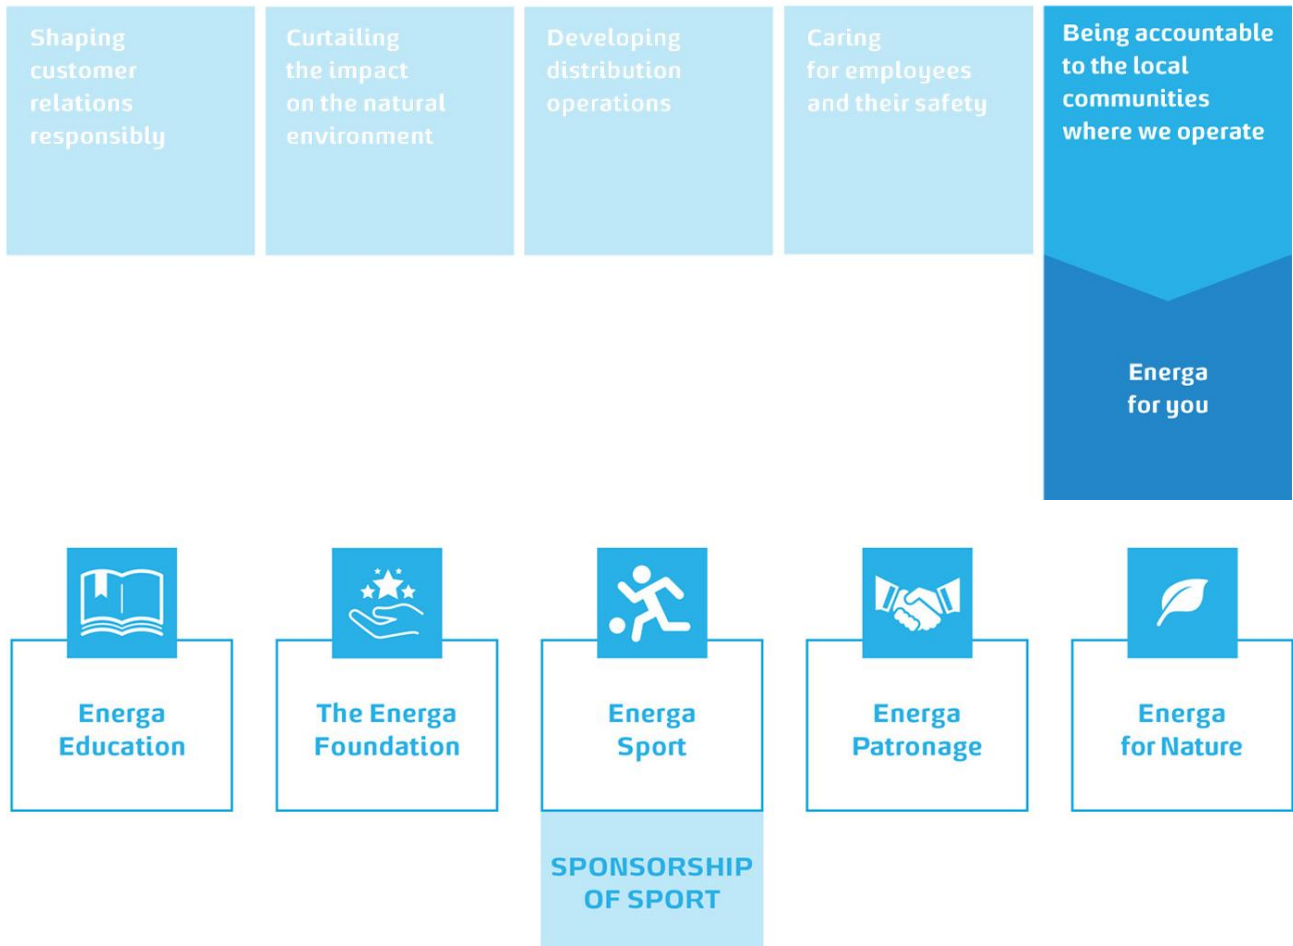 Shaping
customer
relations
responsibly
Curtailing
the impact
on the natural
environment
Developing
distribution
operations
Caring
for employees
and their safety
Being accountable
to the local
communities
where we operate
Energa
for you
Energa
Education
The Energa
Foundation
Energa
Sport
Energa
Patronage
Energa
for Nature
SPONSORSHIP
OF SPORT